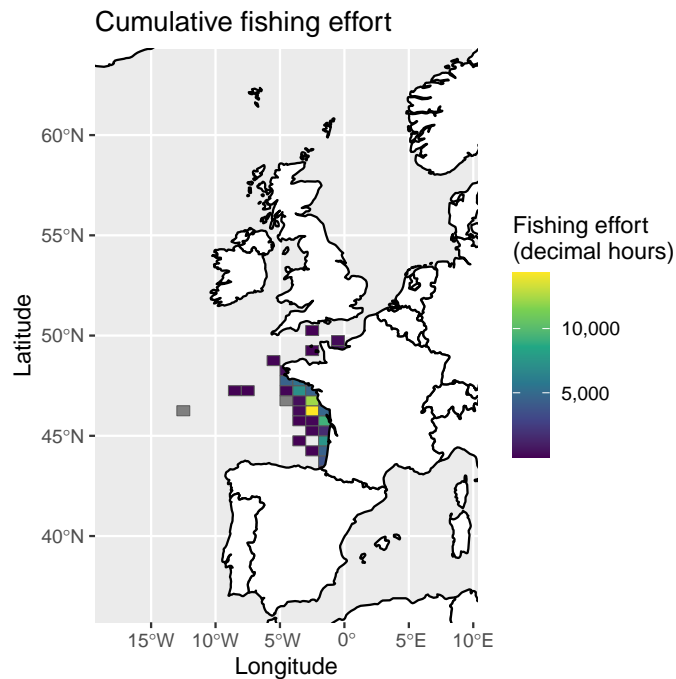 Cumulative fishing effort
60°N
55°N
50°N
45°N
40°N
Latitude
15°W
10°W
5°W
0°
5°E
10°E
Longitude
Fishing effort
(decimal hours)
10,000
5,000